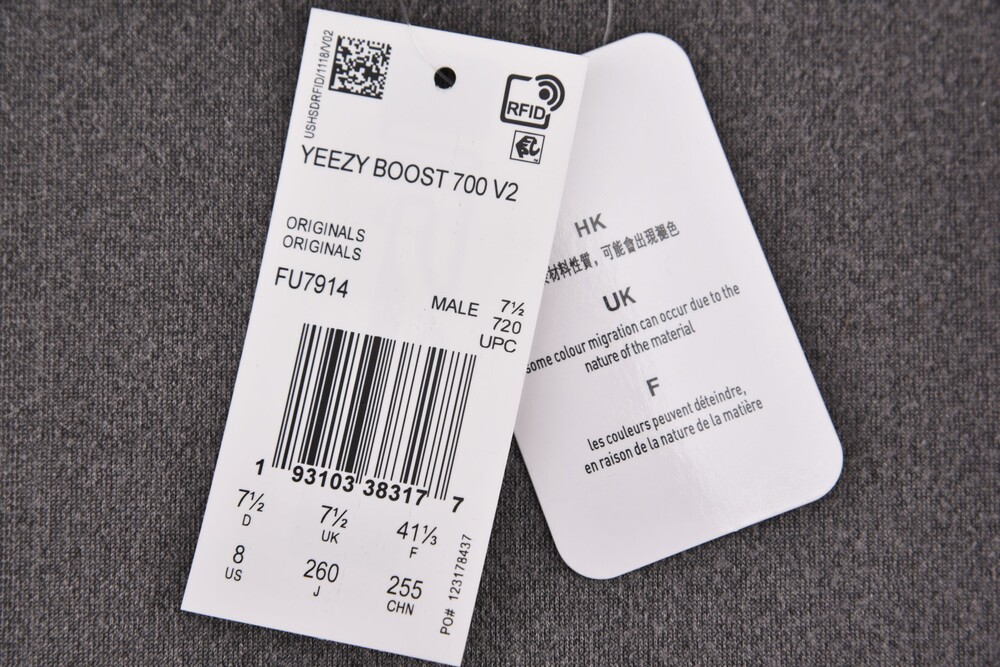 USHSDRFID/1118/V02
RFID
YEEZY BOOST 700 V2
ORIGINALS
ORIGINALS
FU7914
MALE 7½
720
UPC
1 93103 38317 7
7½ 7½ 41⅓
D UK F
8 260 255
US J CHN
PO# 123178437
HK
材料性質，可能會出現褪色
UK
some colour migration can occur due to the
nature of the material
F
les couleurs peuvent déteindre,
en raison de la nature de la matière